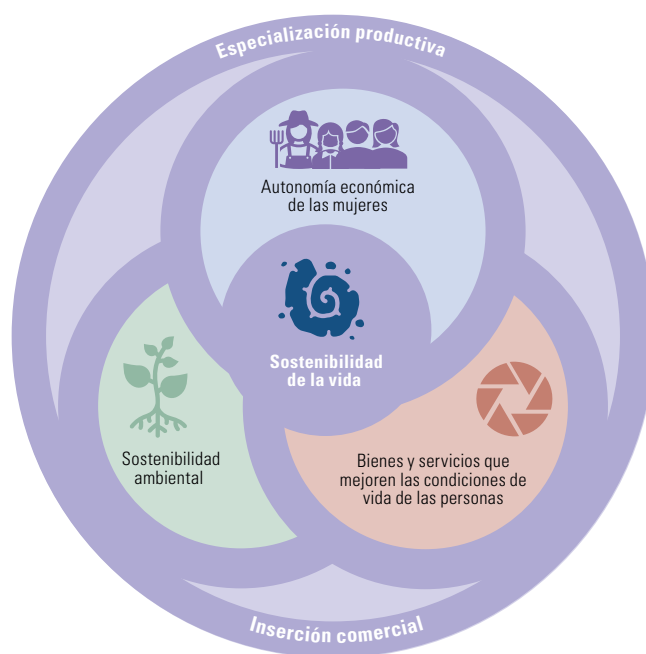 Especialización productiva
Autonomía económica
de las mujeres
Sostenibilidad
de la vida
Sostenibilidad
ambiental
Bienes y servicios que
mejoren las condiciones de
vida de las personas
Inserción comercial